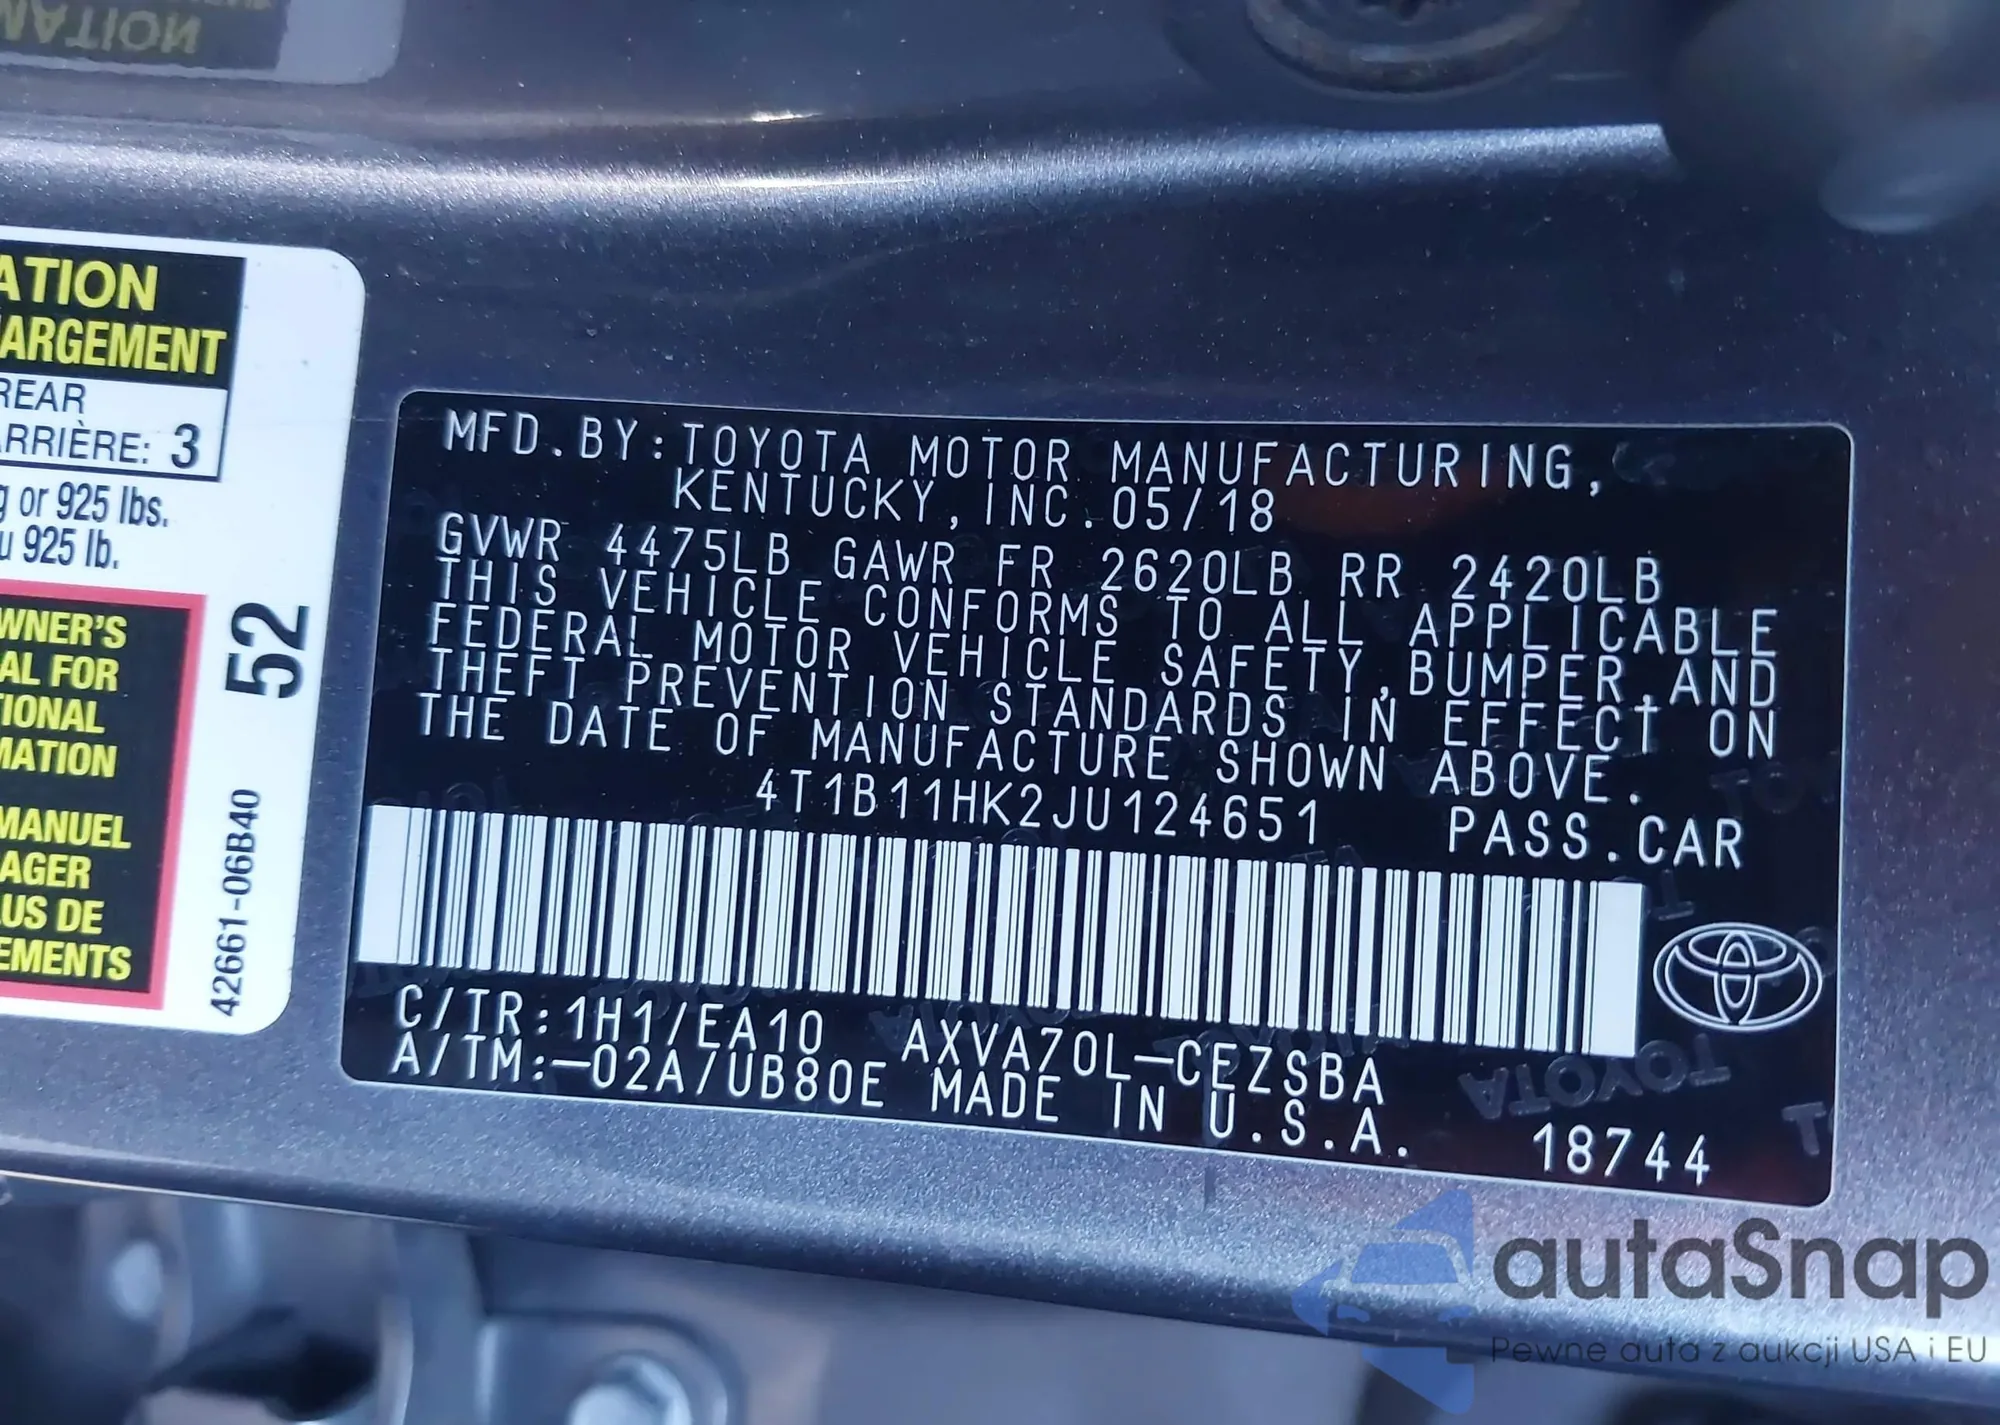 ATION
ARGEMENT
REAR
ARRIÈRE: 3
or 925 lbs.
925 lb.
WNER'S
AL FOR
TIONAL
MATION
MANUEL
AGER
LUS DE
EMENTS
52
42661-06B40
MFD.BY:TOYOTA MOTOR MANUFACTURING,
KENTUCKY,INC.05/18
GVWR 4475LB GAWR FR 2620LB RR 2420LB
THIS VEHICLE CONFORMS TO ALL APPLICABLE
FEDERAL MOTOR VEHICLE SAFETY,BUMPER,AND
THEFT PREVENTION STANDARDS IN EFFECT ON
THE DATE OF MANUFACTURE SHOWN ABOVE.
4T1B11HK2JU124651 PASS.CAR
C/TR:1H1/EA10 AXVA70L-CEZSBA
A/TM:-02A/UB80E MADE IN U.S.A. 18744
TOYOTA
autaSnap
Pewne auta z aukcji USA i EU